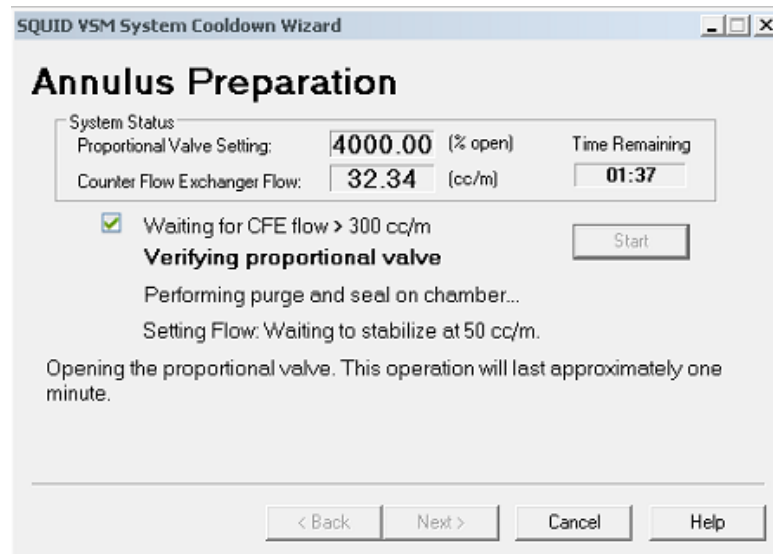 SQUID VSM System Cooldown Wizard
Annulus Preparation
System Status
Proportional Valve Setting: 4000.00 (% open) Time Remaining
Counter Flow Exchanger Flow: 32.34 (cc/m) 01:37
Waiting for CFE flow > 300 cc/m
Start
Verifying proportional valve
Performing purge and seal on chamber...
Setting Flow: Waiting to stabilize at 50 cc/m.
Opening the proportional valve. This operation will last approximately one
minute.
< Back Next > Cancel Help